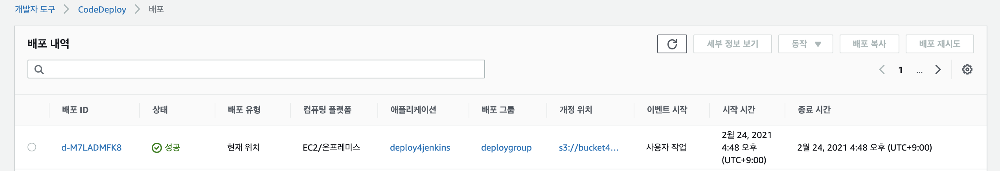 개발자 도구 > CodeDeploy > 배포
배포 내역
세부 정보 보기
동작
배포 복사
배포 재시도
1 ...
배포 ID 상태 배포 유형 컴퓨팅 플랫폼 애플리케이션 배포 그룹 개정 위치 이벤트 시작 시작 시간 종료 시간
d-M7LADMFK8 성공 현재 위치 EC2/온프레미스 deploy4jenkins deploygroup s3://bucket4... 사용자 작업
2월 24, 2021
4:48 오후
(UTC+9:00)
2월 24, 2021 4:48 오후 (UTC+9:00)